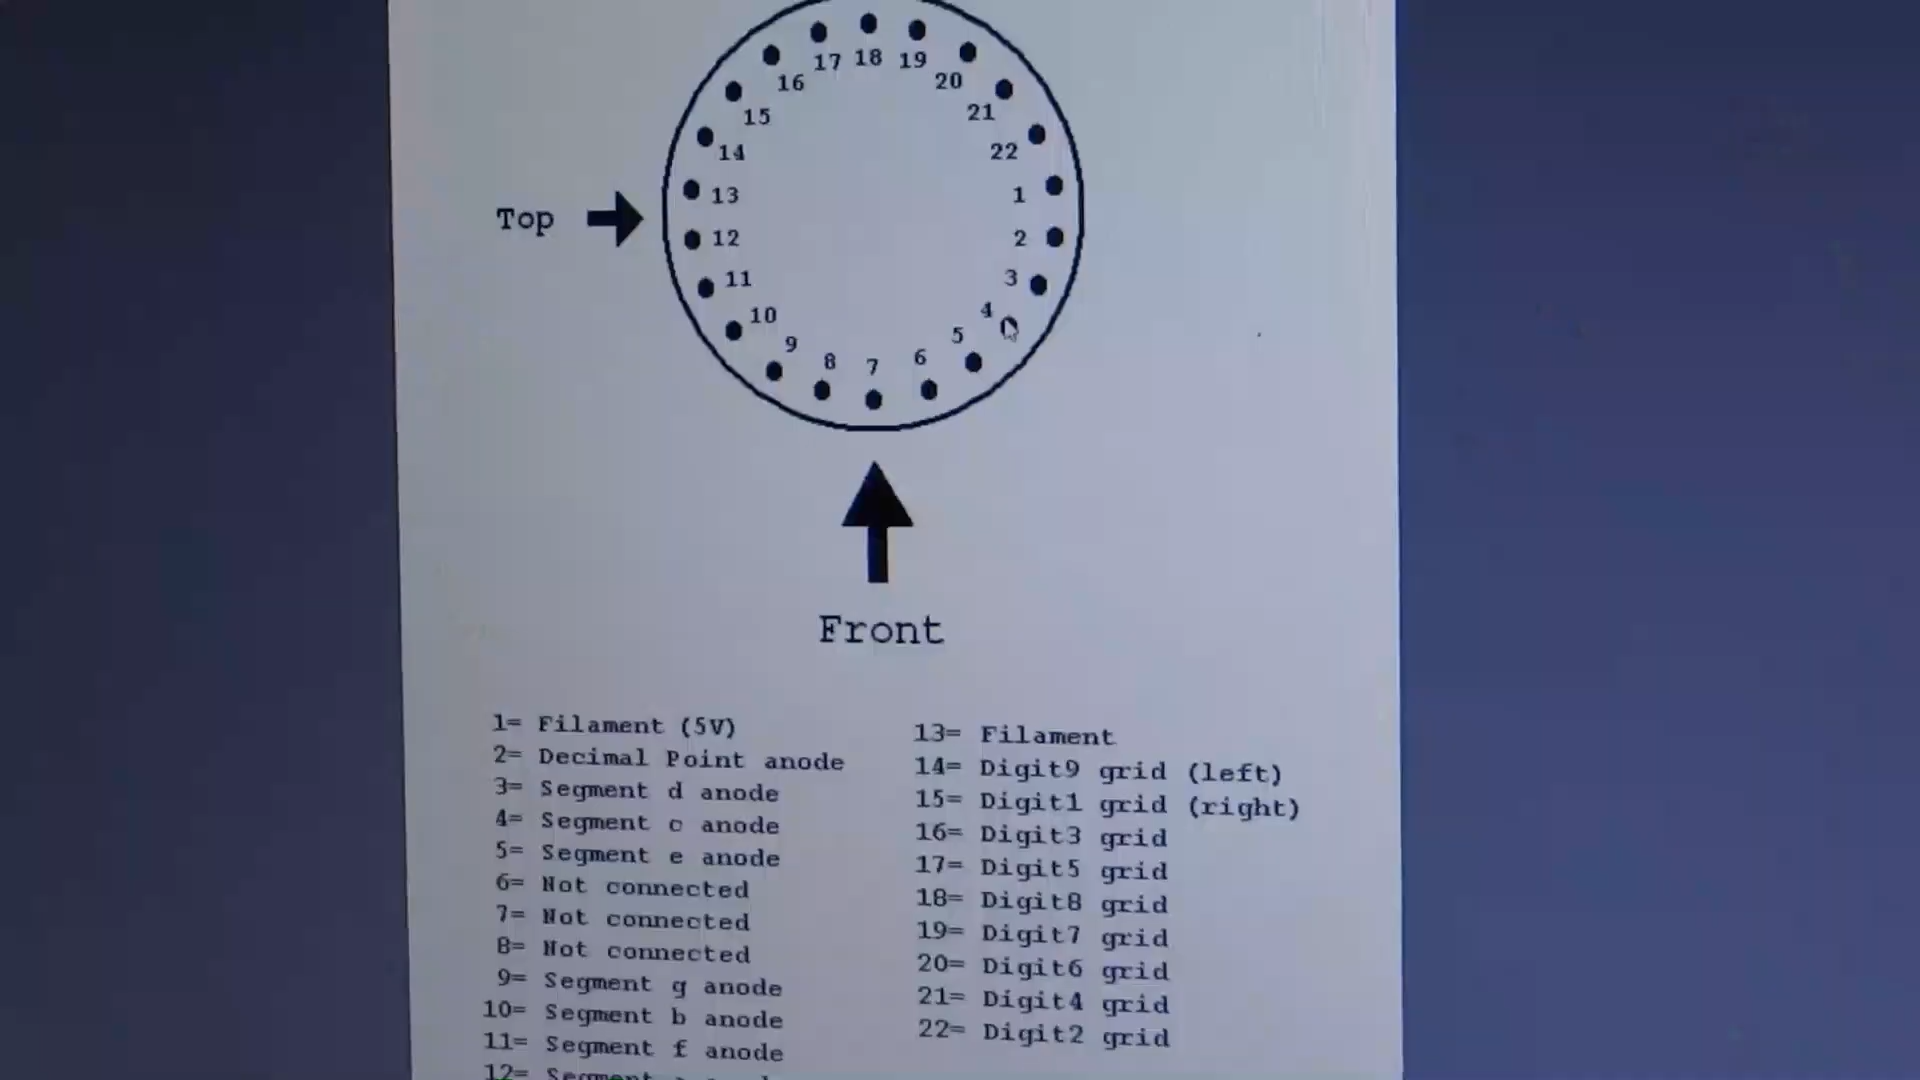 17 18 19
16 20
15 21
14 22
13 1
Top
12 2
11 3
10 4
9 5
8 7 6
Front
1= Filament (5V)
2= Decimal Point anode
3= Segment d anode
4= Segment c anode
5= Segment e anode
6= Not connected
7= Not connected
8= Not connected
9= Segment g anode
10= Segment b anode
11= Segment f anode
12=
13= Filament
14= Digit9 grid (left)
15= Digit1 grid (right)
16= Digit3 grid
17= Digit5 grid
18= Digit8 grid
19= Digit7 grid
20= Digit6 grid
21= Digit4 grid
22= Digit2 grid